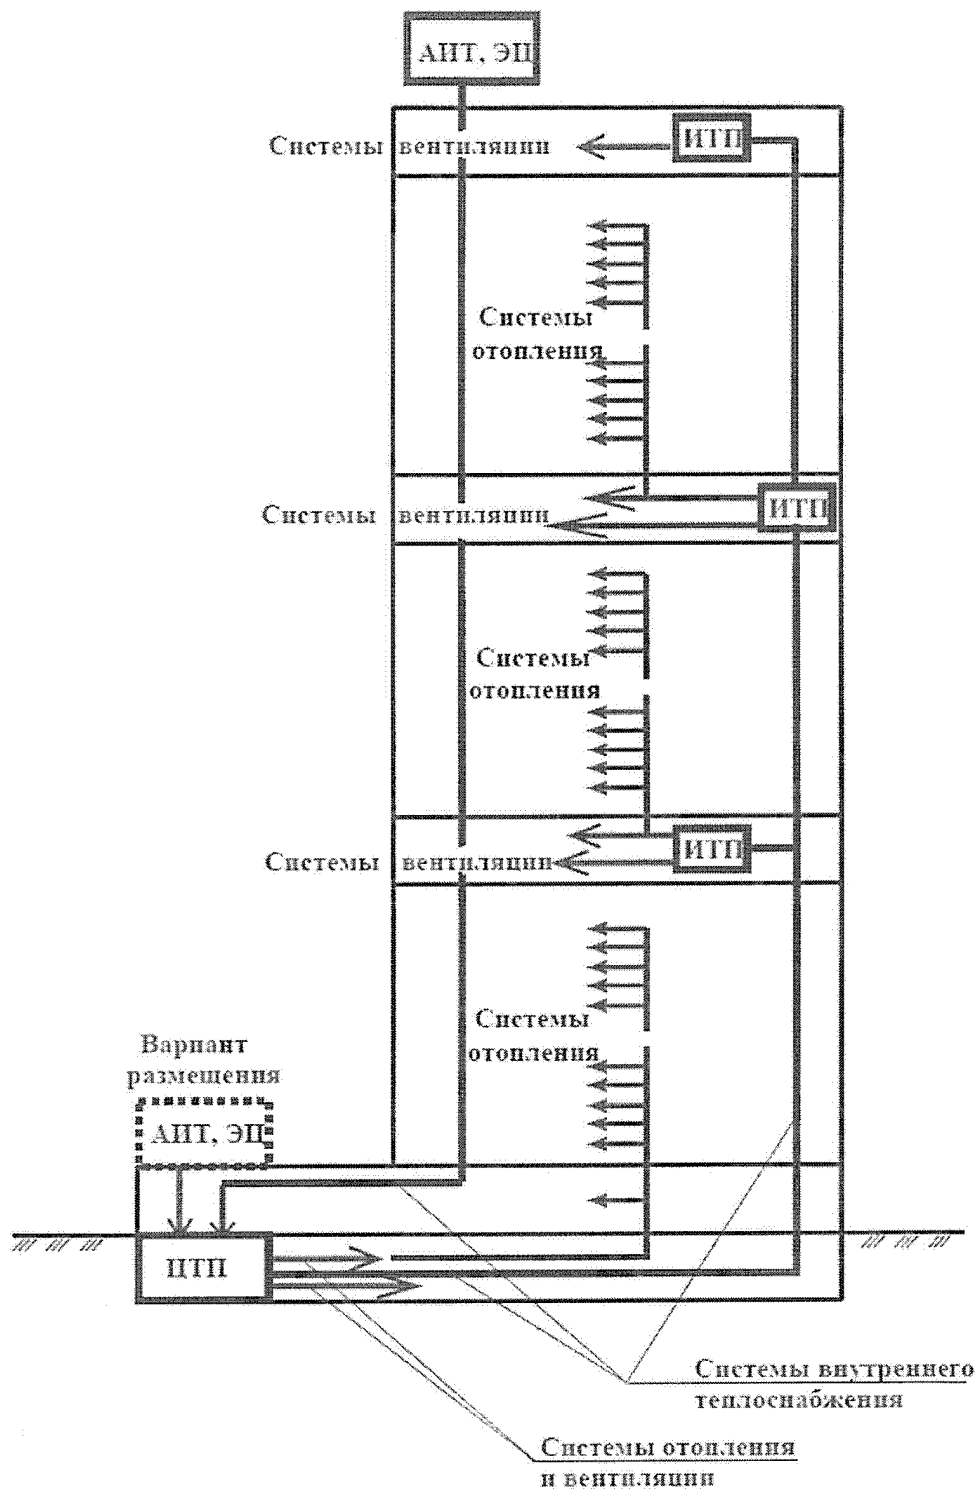 АИТ, ЭЦ
Системы вентиляции
ИТП
Системы
отопления
Системы вентиляции
ИТП
Системы
отопления
Системы вентиляции
ИТП
Системы
отопления
Вариант
размещения
АИТ, ЭЦ
ЦТП
Системы внутреннего
теплоснабжения
Системы отопления
и вентиляции